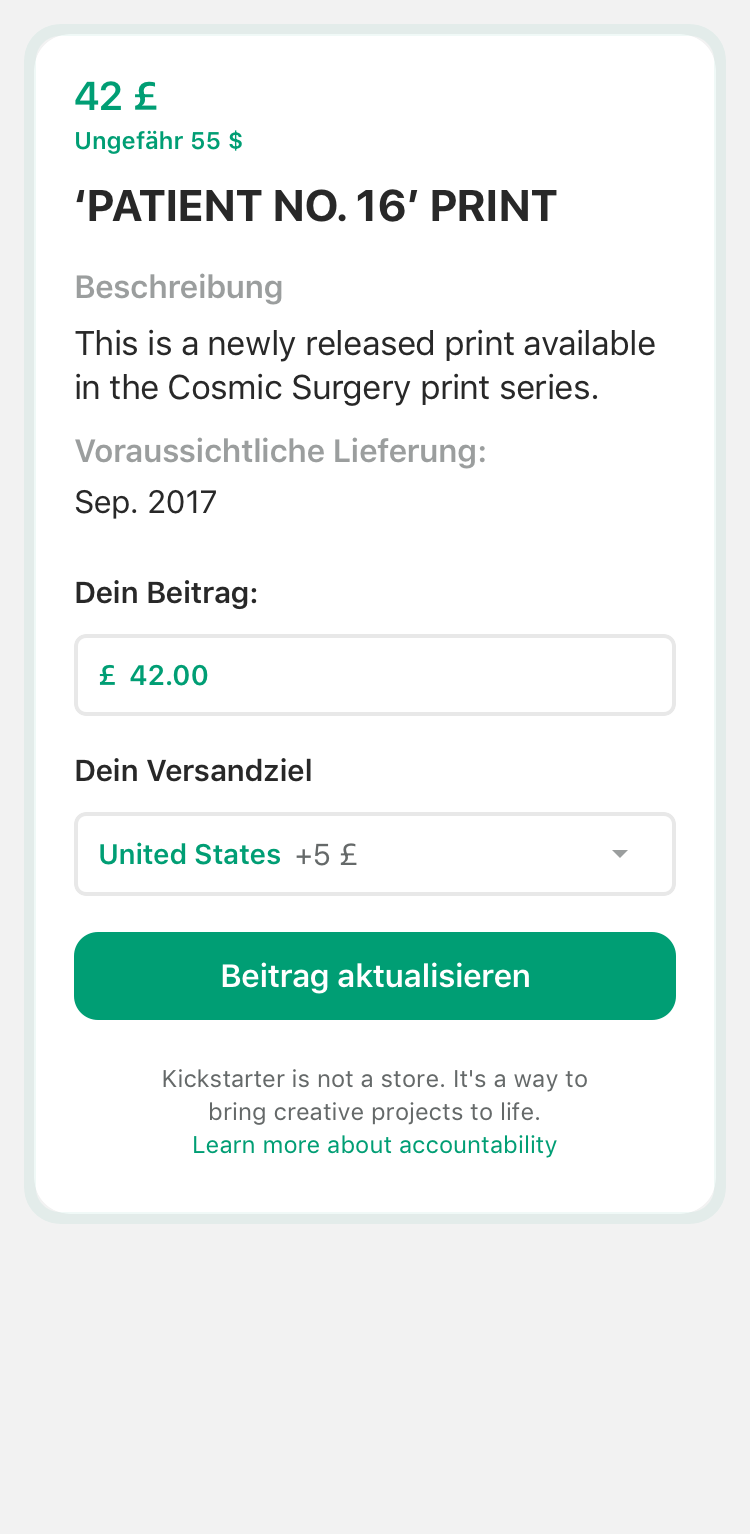 42 £
Ungefähr 55 $
‘PATIENT NO. 16’ PRINT
Beschreibung
This is a newly released print available
in the Cosmic Surgery print series.
Voraussichtliche Lieferung:
Sep. 2017
Dein Beitrag:
£ 42.00
Dein Versandziel
United States +5 £
Beitrag aktualisieren
Kickstarter is not a store. It's a way to
bring creative projects to life.
Learn more about accountability